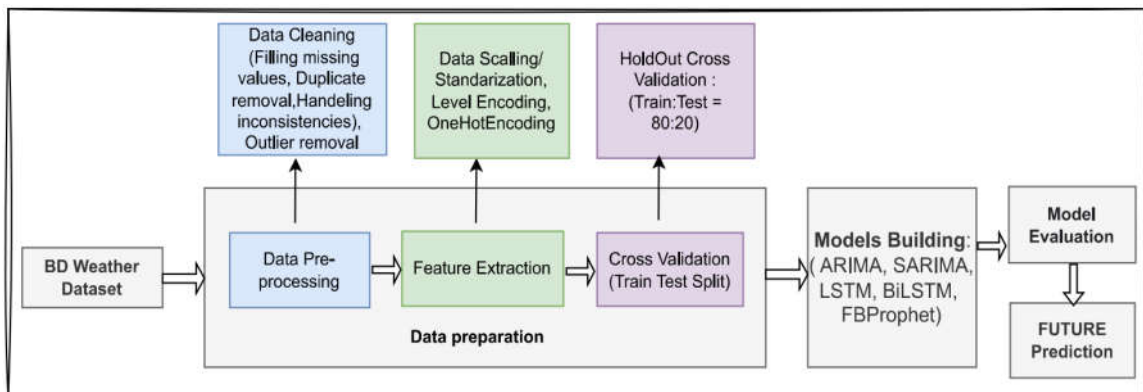 Data Cleaning
(Filling missing
values, Duplicate
removal,Handeling
inconsistencies),
Outlier removal
Data Scalling/
Standarization,
Level Encoding,
OneHotEncoding
HoldOut Cross
Validation :
(Train:Test =
80:20)
BD Weather
Dataset
Data Pre-
processing
Feature Extraction
Cross Validation
(Train Test Split)
Data preparation
Models Building:
( ARIMA, SARIMA,
LSTM, BiLSTM,
FBProphet)
Model
Evaluation
FUTURE
Prediction